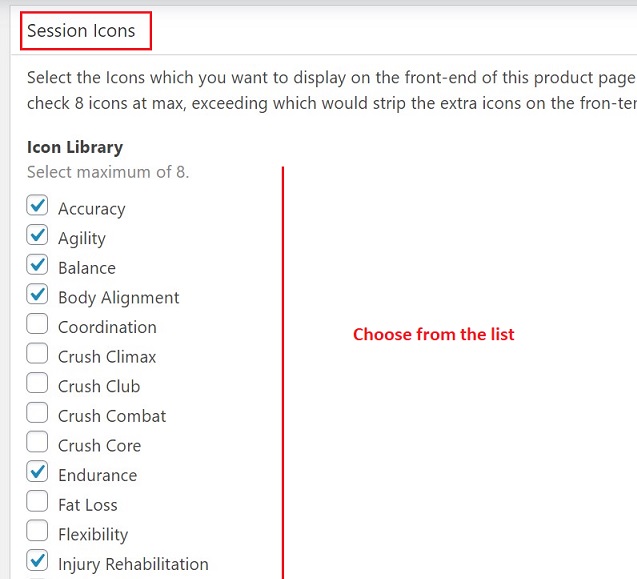 Session Icons
Select the Icons which you want to display on the front-end of this product page
check 8 icons at max, exceeding which would strip the extra icons on the fron-ter
Icon Library
Select maximum of 8.
Accuracy
Agility
Balance
Body Alignment
Coordination
Crush Climax
Choose from the list
Crush Club
Crush Combat
Crush Core
Endurance
Fat Loss
Flexibility
Injury Rehabilitation